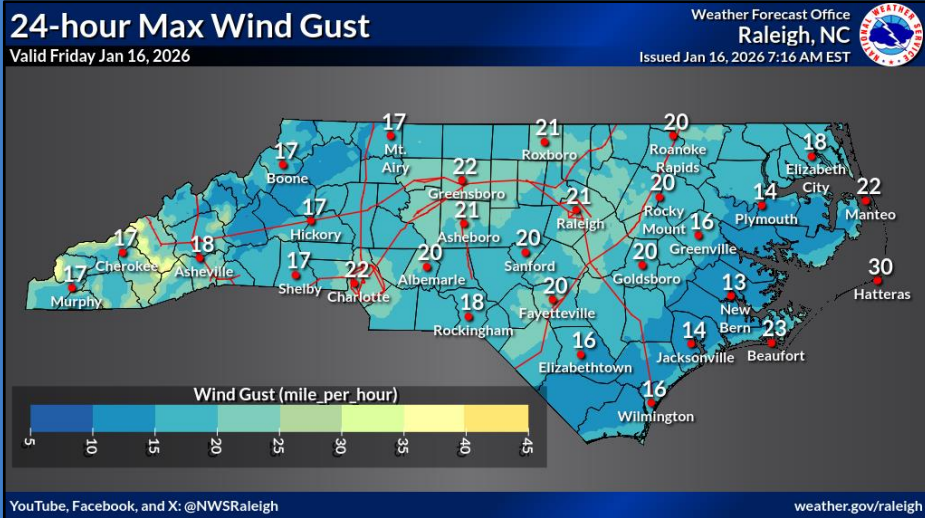 24-hour Max Wind Gust
Valid Friday Jan 16, 2026
Weather Forecast Office
Raleigh, NC
Issued Jan 16, 2026 7:16 AM EST
NATIONAL WEATHER SERVICE
17
Mt.
Airy
21
Roxboro
20
Roanoke
Rapids
18
Elizabeth
City
17
Boone
22
Greensboro
20
Rocky
Mount
14
Plymouth
22
Manteo
17
Hickory
21
Asheboro
21
Raleigh
16
Greenville
17
Cherokee
18
Asheville
17
Murphy
17
Shelby
22
Charlotte
20
Albemarle
20
Sanford
20
Goldsboro
30
Hatteras
18
Rockingham
20
Fayetteville
13
New
Bern
16
Elizabethtown
14
Jacksonville
23
Beaufort
16
Wilmington
Wind Gust (mile_per_hour)
5 10 15 20 25 30 35 40 45
YouTube, Facebook, and X: @NWSRaleigh
weather.gov/raleigh